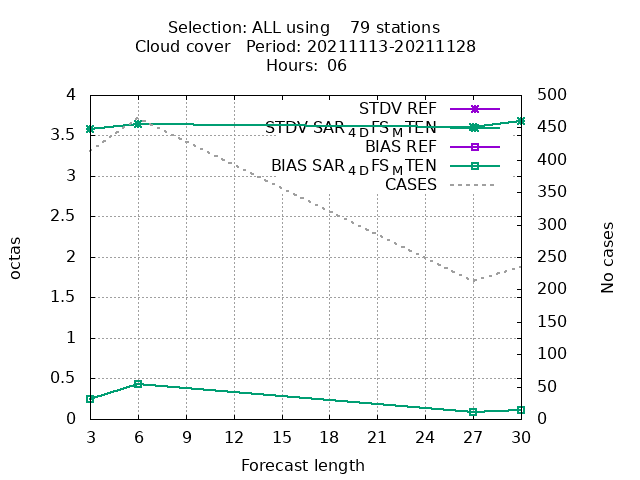 Selection: ALL using    79 stations
Cloud cover   Period: 20211113-20211128
Hours: 06
STDV REF
STDV SAR4DFSMTEN
BIAS REF
BIAS SAR4DFSMTEN
CASES
4
3.5
3
2.5
2
1.5
1
0.5
0
500
450
400
350
300
250
200
150
100
50
0
octas
No cases
3 6 9 12 15 18 21 24 27 30
Forecast length